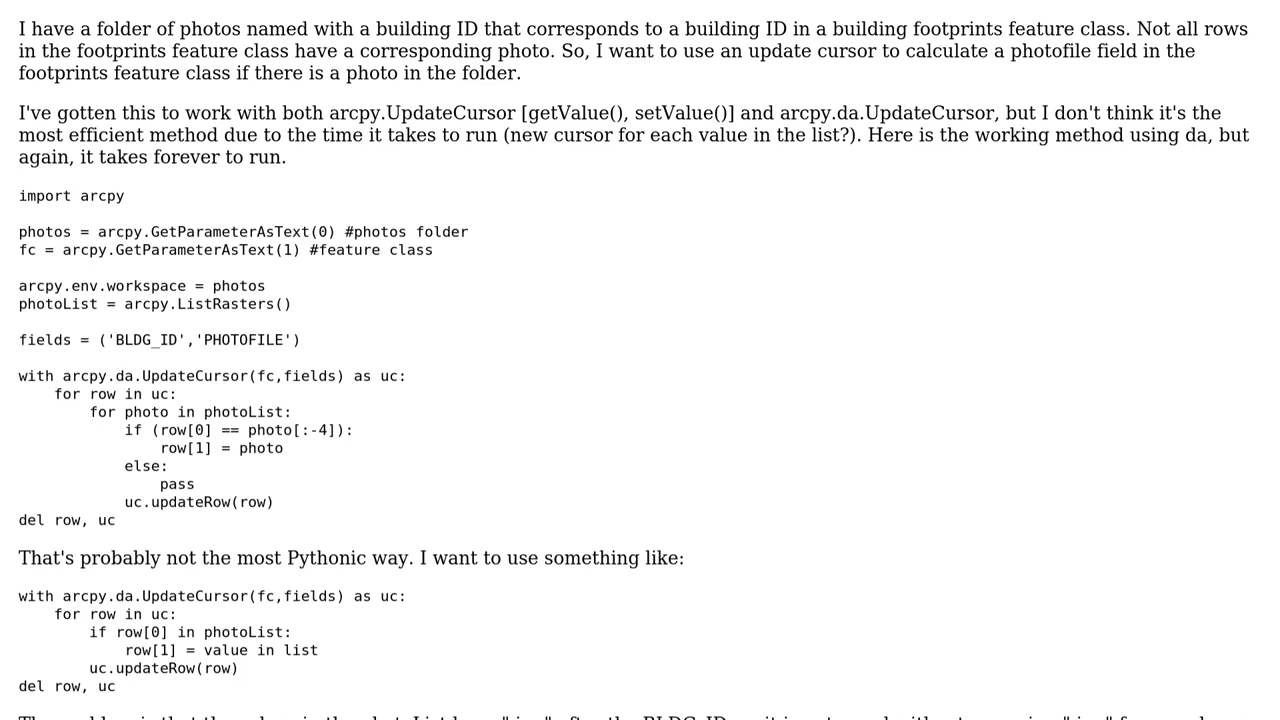 I have a folder of photos named with a building ID that corresponds to a building ID in a building footprints feature class. Not all rows
in the footprints feature class have a corresponding photo. So, I want to use an update cursor to calculate a photofile field in the
footprints feature class if there is a photo in the folder.
I've gotten this to work with both arcpy.UpdateCursor [getValue(), setValue()] and arcpy.da.UpdateCursor, but I don't think it's the
most efficient method due to the time it takes to run (new cursor for each value in the list?). Here is the working method using da, but
again, it takes forever to run.
import arcpy
photos = arcpy.GetParameterAsText(0) #photos folder
fc = arcpy.GetParameterAsText(1) #feature class
arcpy.env.workspace = photos
photoList = arcpy.ListRasters()
fields = ('BLDG_ID','PHOTOFILE')
with arcpy.da.UpdateCursor(fc,fields) as uc:
    for row in uc:
        for photo in photoList:
            if (row[0] == photo[:-4]):
                row[1] = photo
            else:
                pass
            uc.updateRow(row)
del row, uc
That's probably not the most Pythonic way. I want to use something like:
with arcpy.da.UpdateCursor(fc,fields) as uc:
    for row in uc:
        if row[0] in photoList:
            row[1] = value in list
        uc.updateRow(row)
del row, uc